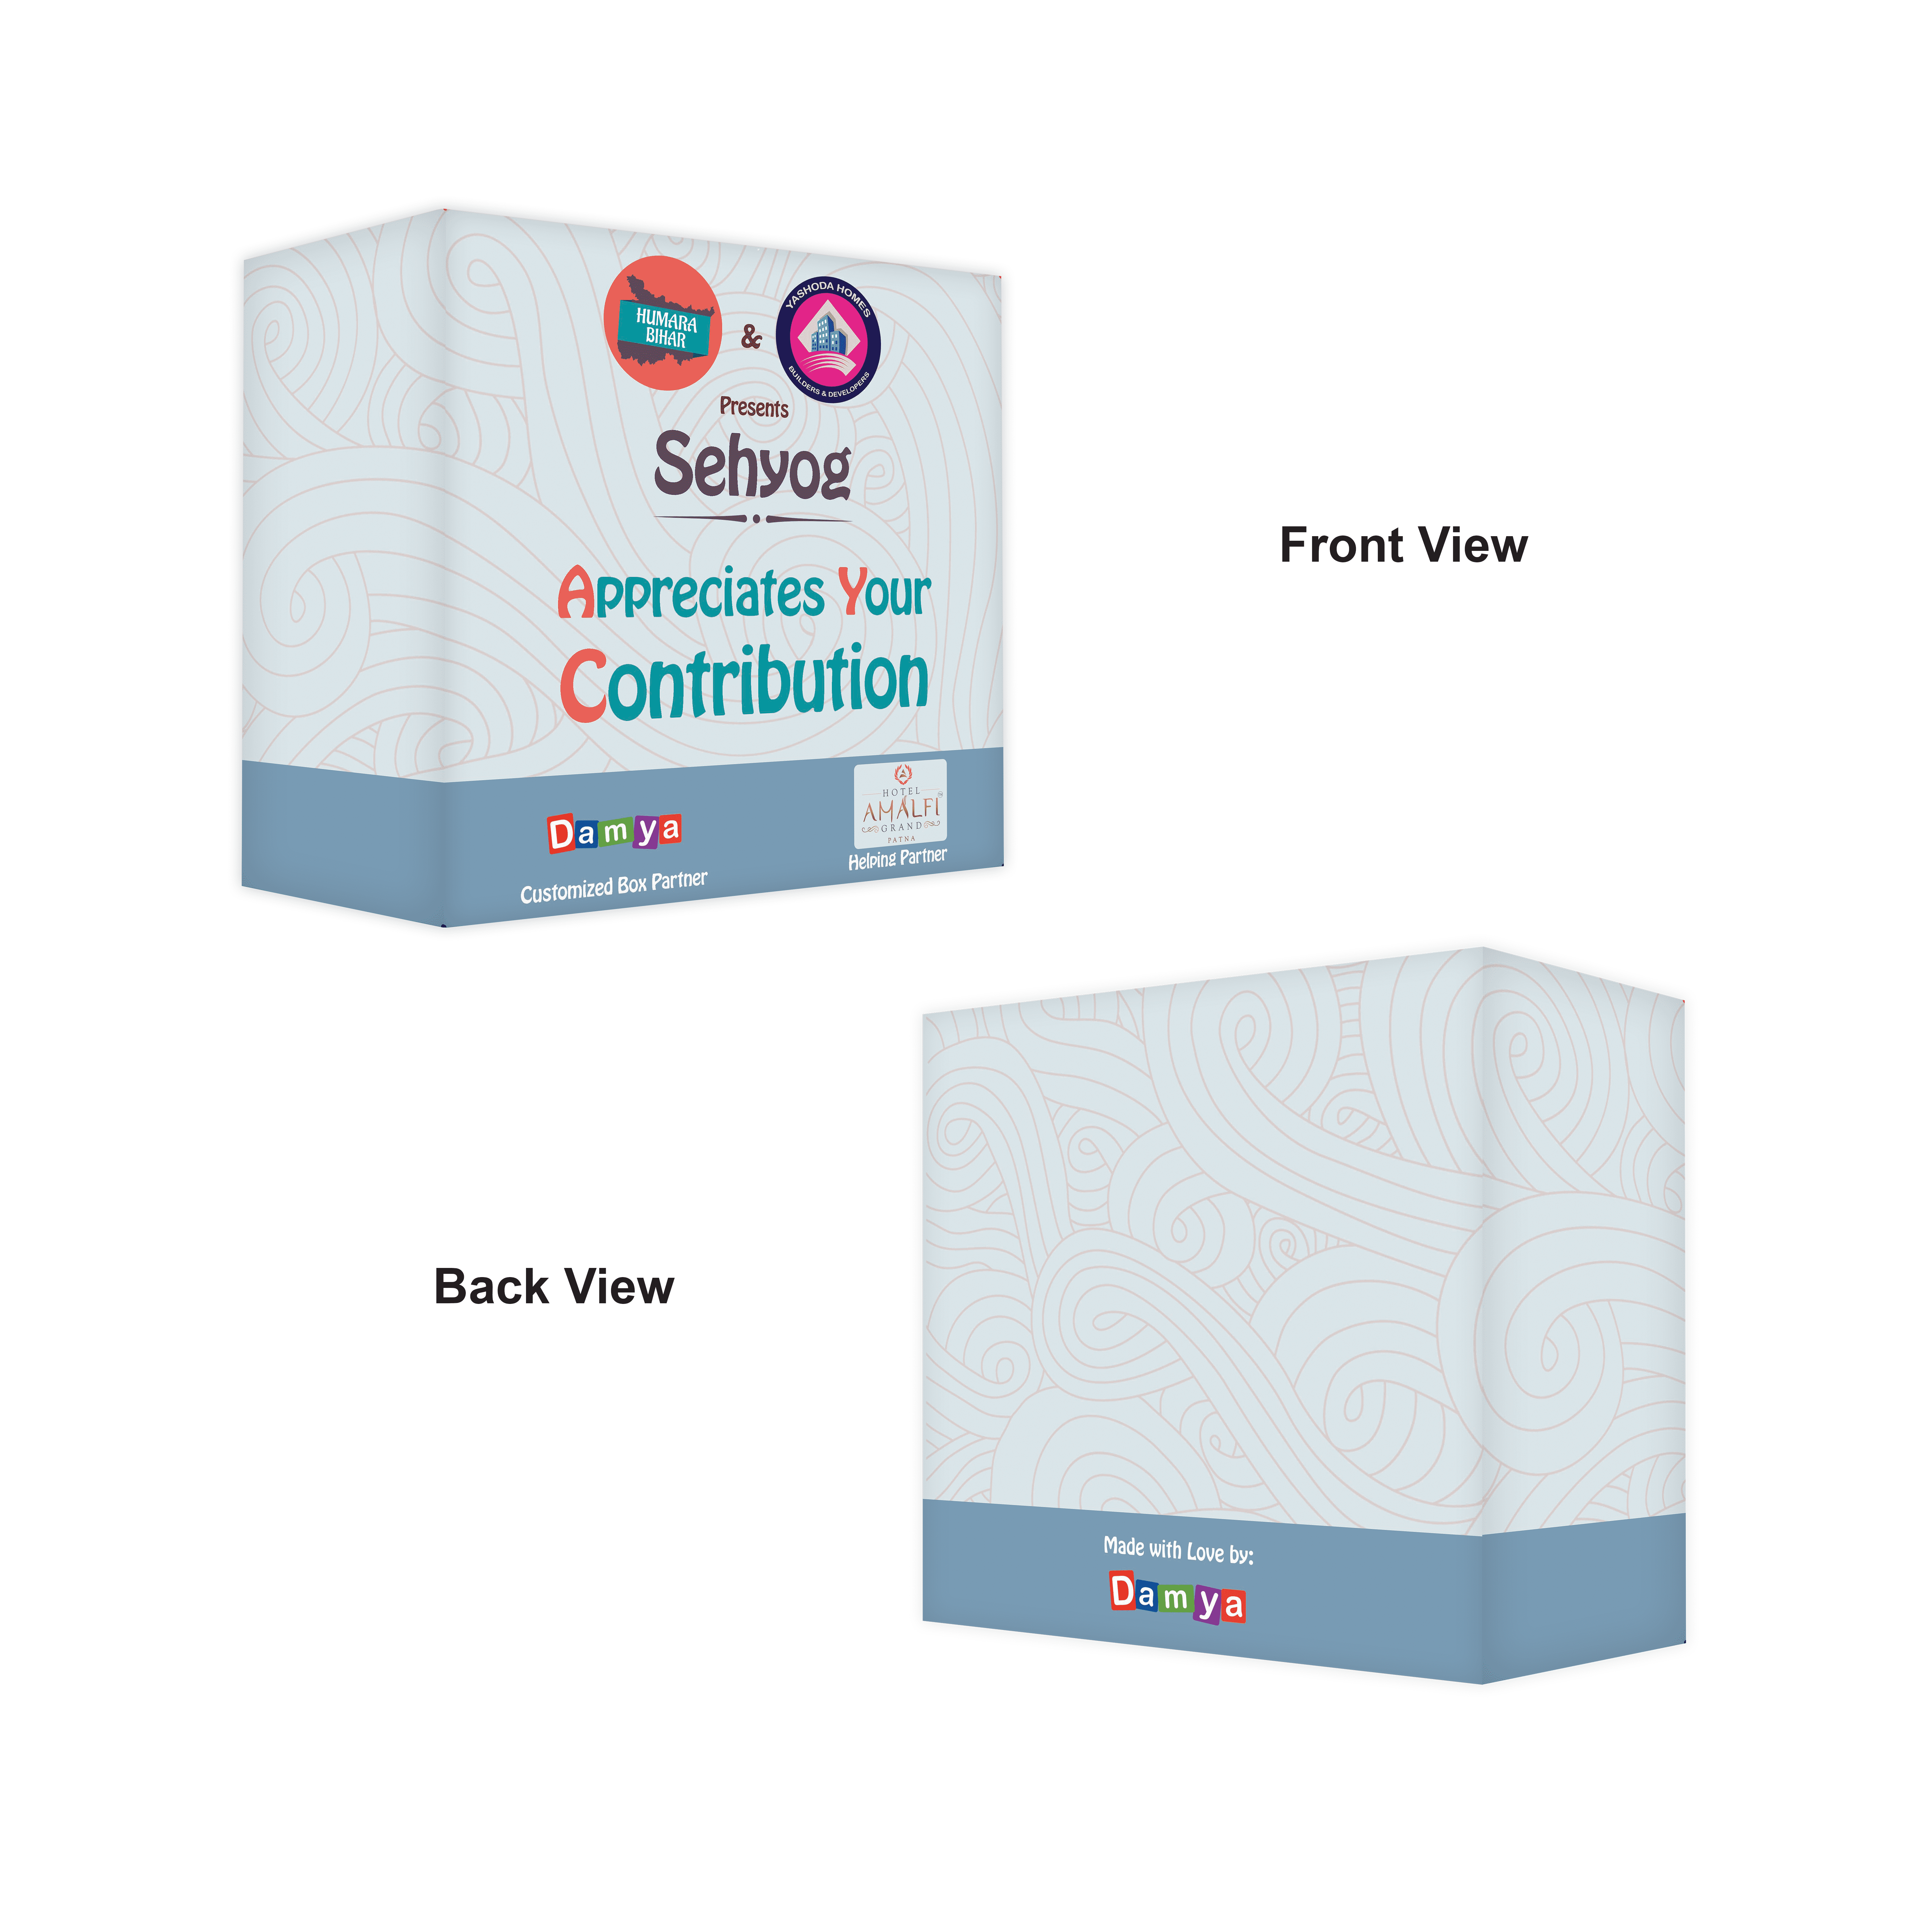 HUMARA
BIHAR
&
YASHODA HOMES
BUILDERS & DEVELOPERS
Presents
Sehyog
Appreciates Your
Contribution
Damya
Customized Box Partner
A
HOTEL
AMALFI
GRAND
PATNA
Helping Partner
Front View
Back View
Made with Love by:
Damya